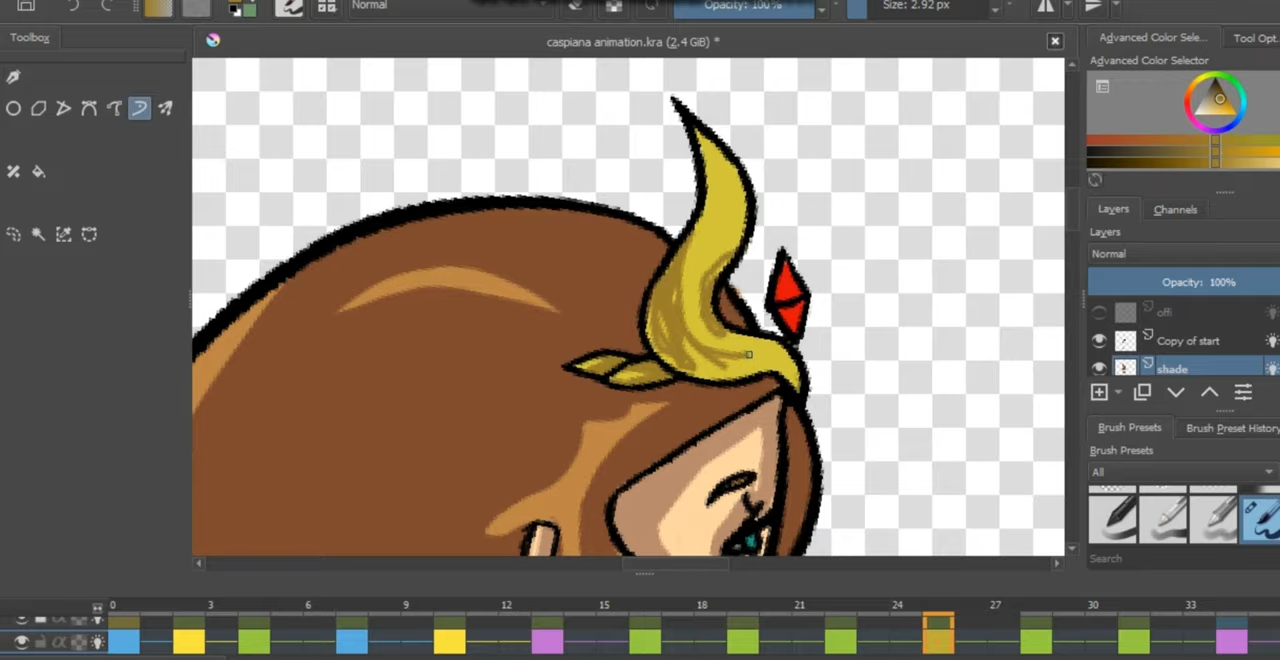 Normal
Opacity: 100%
Size: 2.92 px
Toolbox
caspiana animation.kra (2.4 GiB) *
Advanced Color Sele...
Tool Opt.
Advanced Color Selector
Layers
Channels
Layers
Normal
Opacity: 100%
offi
Copy of start
shade
Brush Presets
Brush Preset History
Brush Presets
All
Search
0 3 6 9 12 15 18 21 24 27 30 33